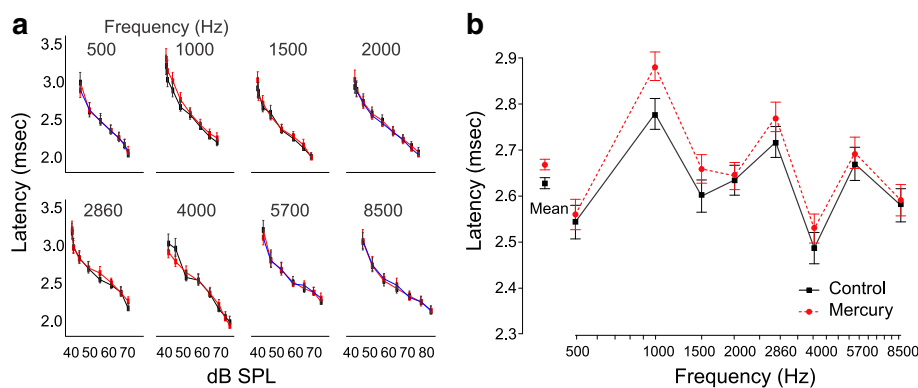 a
Frequency (Hz)
500 1000 1500 2000
3.5
3.0
2.5
2.0
2860 4000 5700 8500
3.5
3.0
2.5
2.0
Latency (msec)
40 50 60 70 40 50 60 70 40 50 60 70 40 50 60 70 80
dB SPL
b
2.9
2.8
2.7
2.6
2.5
2.4
2.3
Latency (msec)
Mean
Control
Mercury
500 1000 1500 2000 2860 4000 5700 8500
Frequency (Hz)